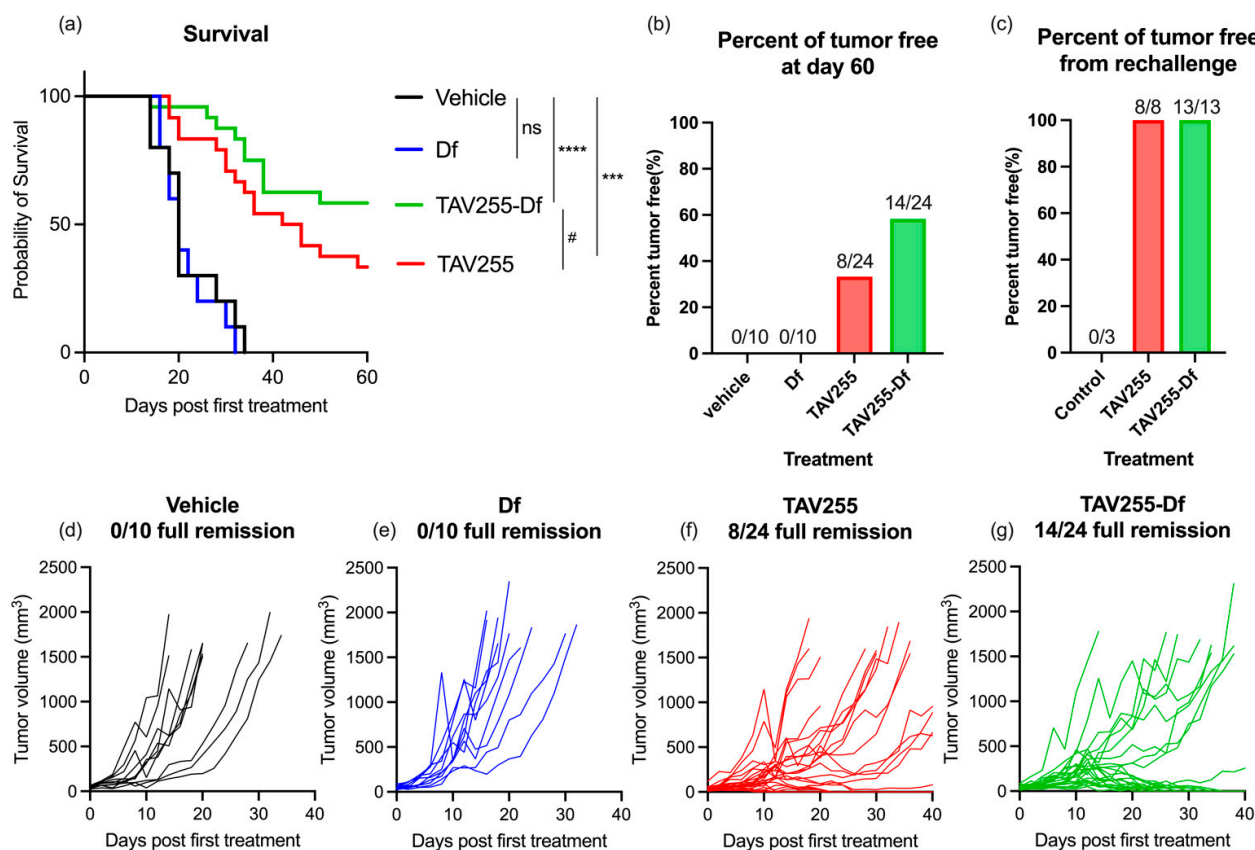 (a)
Survival
Probability of Survival
100
50
0
0 20 40 60
Days post first treatment
Vehicle
Df
TAV255-Df
TAV255
ns
****
***
#
(b)
Percent of tumor free
at day 60
Percent tumor free(%)
100
80
60
40
20
0
0/10 0/10 8/24 14/24
vehicle Df TAV255 TAV255-Df
Treatment
(c)
Percent of tumor free
from rechallenge
Percent tumor free(%)
100
80
60
40
20
0
0/3 8/8 13/13
Control TAV255 TAV255-Df
Treatment
(d)
Vehicle
0/10 full remission
Tumor volume (mm³)
2500
2000
1500
1000
500
0
0 10 20 30 40
Days post first treatment
(e)
Df
0/10 full remission
Tumor volume (mm³)
2500
2000
1500
1000
500
0
0 10 20 30 40
Days post first treatment
(f)
TAV255
8/24 full remission
Tumor volume (mm³)
2500
2000
1500
1000
500
0
0 10 20 30 40
Days post first treatment
(g)
TAV255-Df
14/24 full remission
Tumor volume (mm³)
2500
2000
1500
1000
500
0
0 10 20 30 40
Days post first treatment